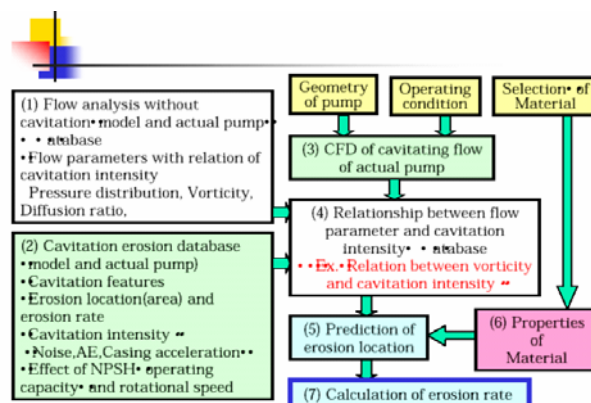 (1) Flow analysis without
cavitation model and actual pump
atabase
Flow parameters with relation of
cavitation intensity
Pressure distribution, Vorticity,
Diffusion ratio,
(2) Cavitation erosion database
model and actual pump)
Cavitation features
Erosion location(area) and
erosion rate
Cavitation intensity
Noise,AE,Casing acceleration
Effect of NPSH operating
capacity and rotational speed
Geometry
of pump
Operating
condition
Selection of
Material
(3) CFD of cavitating flow
of actual pump
(4) Relationship between flow
parameter and cavitation
intensity atabase
Ex. Relation between vorticity
and cavitation intensity
(5) Prediction of
erosion location
(6) Properties of
Material
(7) Calculation of erosion rate